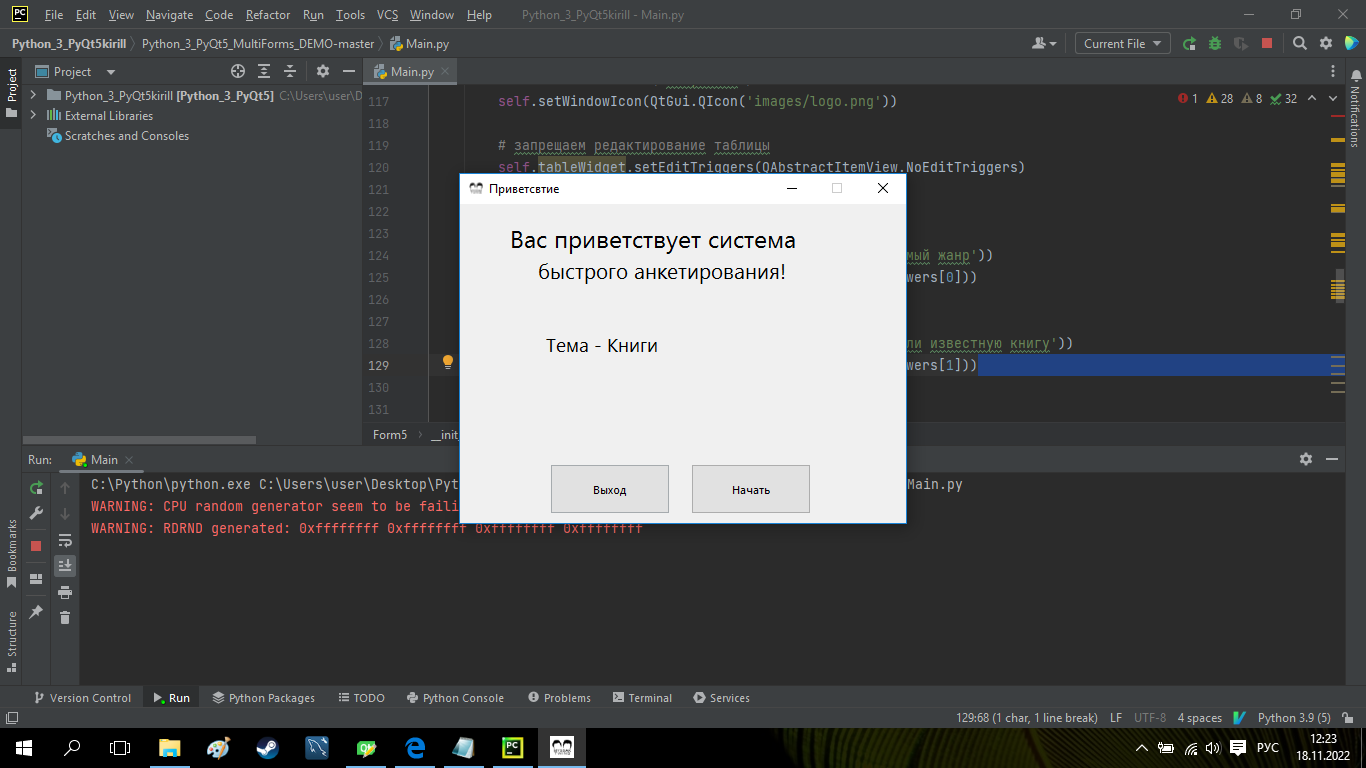 PC File Edit View Navigate Code Refactor Run Tools VCS Window Help Python_3_PyQt5kirill - Main.py
Python_3_PyQt5kirill Python_3_PyQt5_MultiForms_DEMO-master Main.py Current File
Project
Project
Main.py
Notifications
Python_3_PyQt5kirill [Python_3_PyQt5] C:\Users\user\D
External Libraries
Scratches and Consoles
117 self.setWindowIcon(QtGui.QIcon('images/logo.png'))
1 28 8 32
118
119 # запрещаем редактирование таблицы
120 self.tableWidget.setEditTriggers(QAbstractItemView.NoEditTriggers)
121
122
123
124 мый жанр'))
125 wers[0]))
126
127
128 ли известную книгу'))
129 wers[1]))
130
131
Form5 __init
Приветсвтие
Вас приветствует система
быстрого анкетирования!
Тема - Книги
Выход Начать
Run: Main
C:\Python\python.exe C:\Users\user\Desktop\Pyt Main.py
WARNING: CPU random generator seem to be faili
WARNING: RDRND generated: 0xffffffff 0xffffffff 0xffffffff 0xffffffff
Bookmarks
Structure
Version Control Run Python Packages TODO Python Console Problems Terminal Services
129:68 (1 char, 1 line break) LF UTF-8 4 spaces Python 3.9 (5)
PC РУС 12:23
18.11.2022